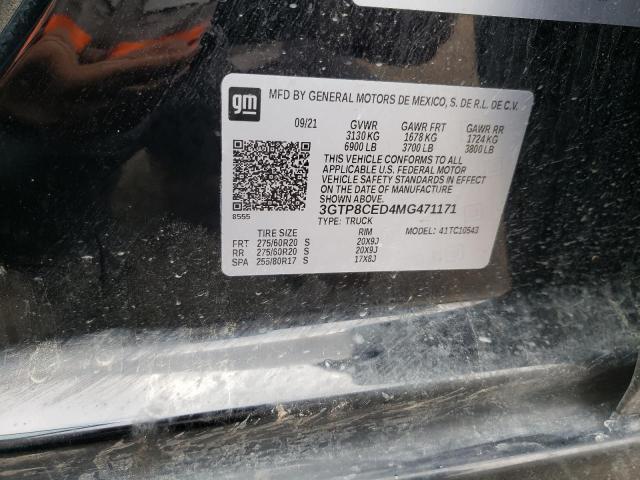 gm
MFD BY GENERAL MOTORS DE MEXICO, S. DE R.L. DE C.V.
09/21 GVWR GAWR FRT GAWR RR
3130 KG 1678 KG 1724 KG
6900 LB 3700 LB 3800 LB
THIS VEHICLE CONFORMS TO ALL
APPLICABLE U.S. FEDERAL MOTOR
VEHICLE SAFETY STANDARDS IN EFFECT
ON THE DATE OF MANUFACTURE SHOWN ABOVE.
3GTP8CED4MG471171
8555 TYPE: TRUCK MODEL: 41TC10543
TIRE SIZE RIM
FRT 275/60R20 S 20X9J
RR 275/60R20 S 20X9J
SPA 255/80R17 S 17X8J